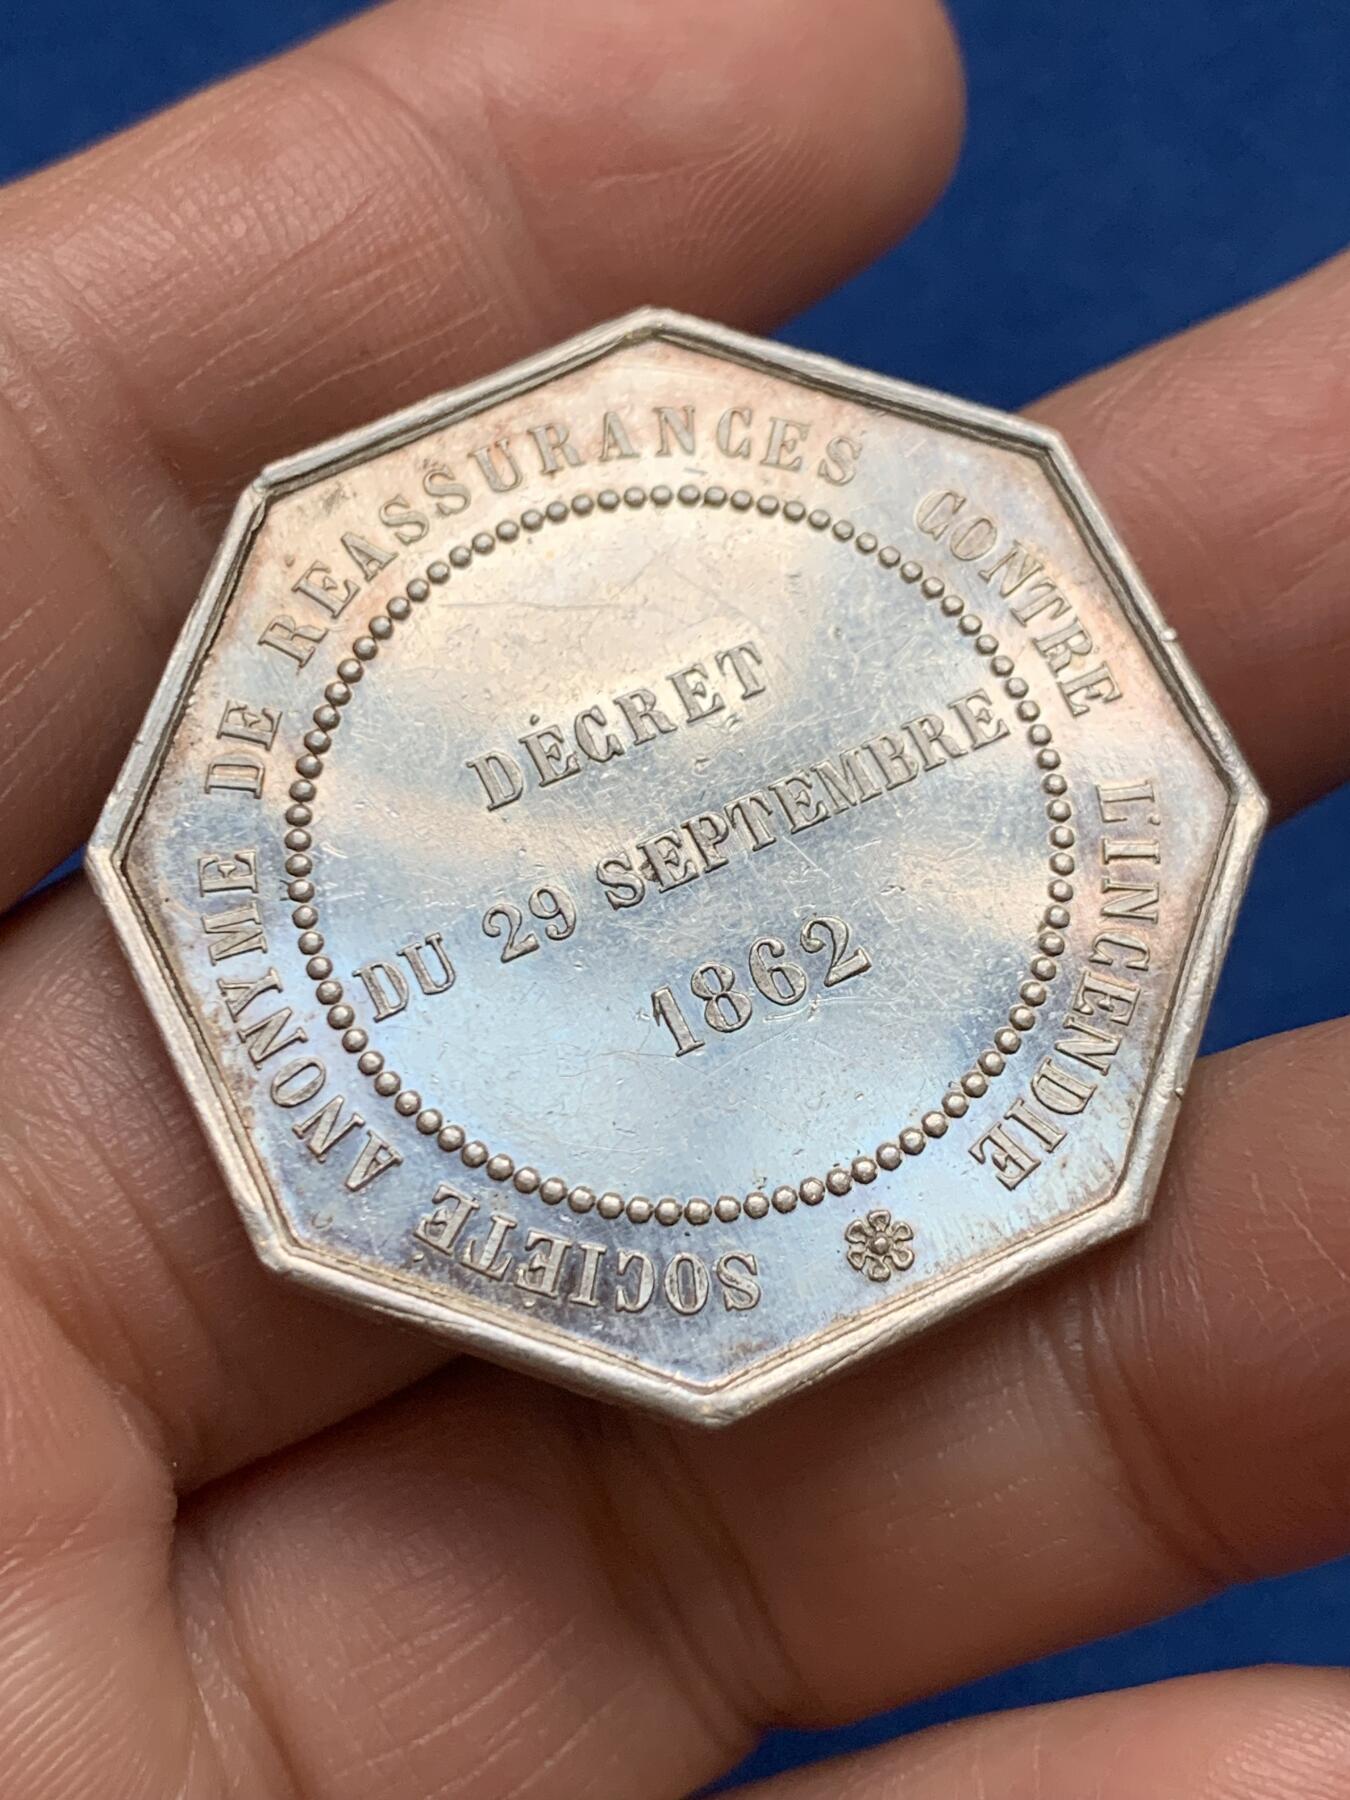 SOCIETE ANONYME DE REASSURANCES CONTRE L'INCENDIE
DÉCRET
DU 29 SEPTEMBRE
1862